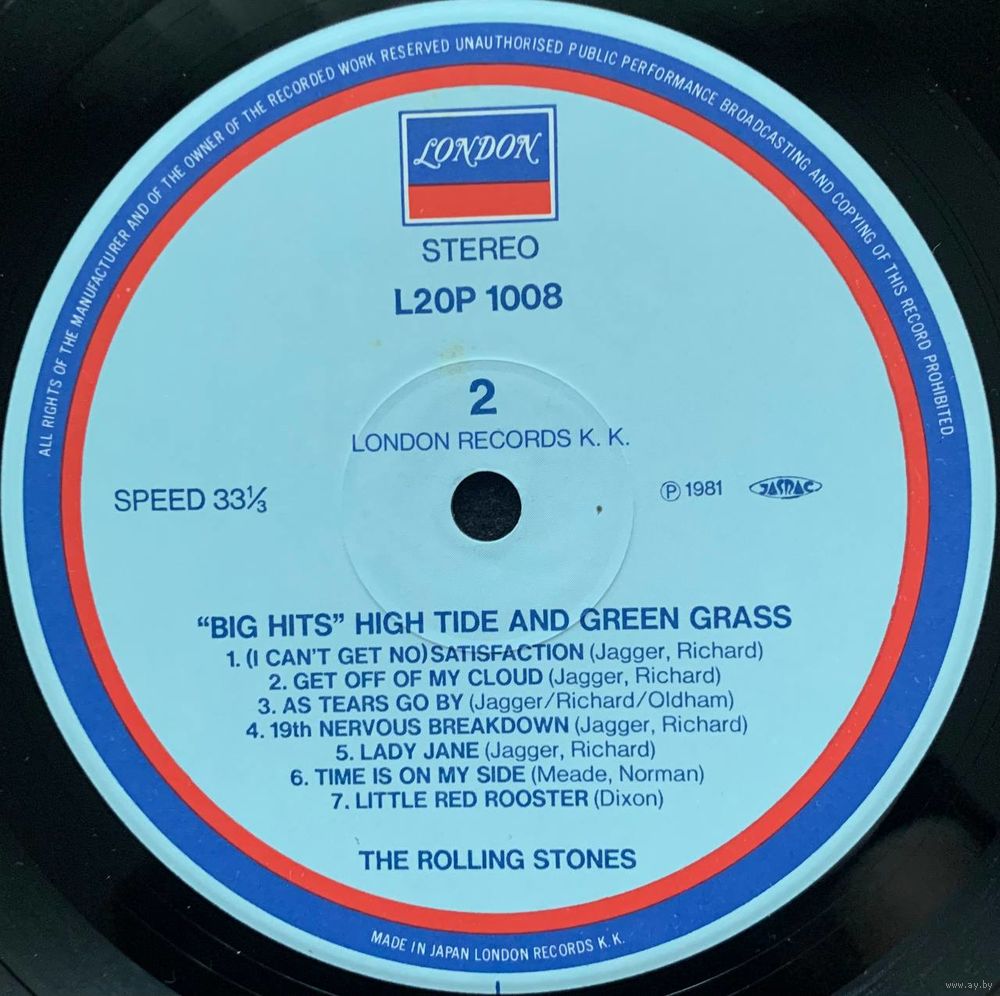 ALL RIGHTS OF THE MANUFACTURER AND OF THE OWNER OF THE RECORDED WORK RESERVED UNAUTHORISED PUBLIC PERFORMANCE BROADCASTING AND COPYING OF THIS RECORD PROHIBITED.
LONDON
STEREO
L20P 1008
2
LONDON RECORDS K. K.
SPEED 33⅓
Ⓟ 1981
JASRAC
“BIG HITS” HIGH TIDE AND GREEN GRASS
1. (I CAN'T GET NO) SATISFACTION (Jagger, Richard)
2. GET OFF OF MY CLOUD (Jagger, Richard)
3. AS TEARS GO BY (Jagger/Richard/Oldham)
4. 19th NERVOUS BREAKDOWN (Jagger, Richard)
5. LADY JANE (Jagger, Richard)
6. TIME IS ON MY SIDE (Meade, Norman)
7. LITTLE RED ROOSTER (Dixon)
THE ROLLING STONES
MADE IN JAPAN LONDON RECORDS K. K.
www.ay.by